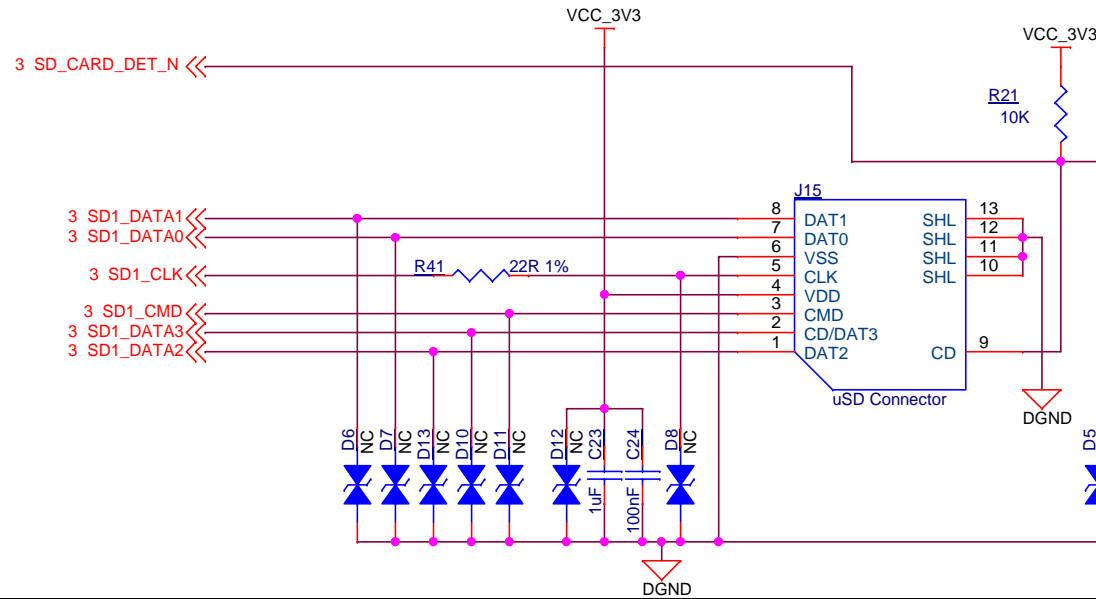 VCC_3V3
VCC_3V3
3 SD_CARD_DET_N
R21
10K
J15
3 SD1_DATA1
8
DAT1
SHL
13
3 SD1_DATA0
7
DAT0
SHL
12
6
VSS
SHL
11
3 SD1_CLK
R41
22R 1%
5
CLK
SHL
10
4
VDD
3 SD1_CMD
3
CMD
3 SD1_DATA3
2
CD/DAT3
3 SD1_DATA2
1
DAT2
CD
9
uSD Connector
DGND
D6
NC
D7
NC
D13
NC
D10
NC
D11
NC
D12
NC
C23
1uF
C24
100nF
D8
NC
D5
DGND